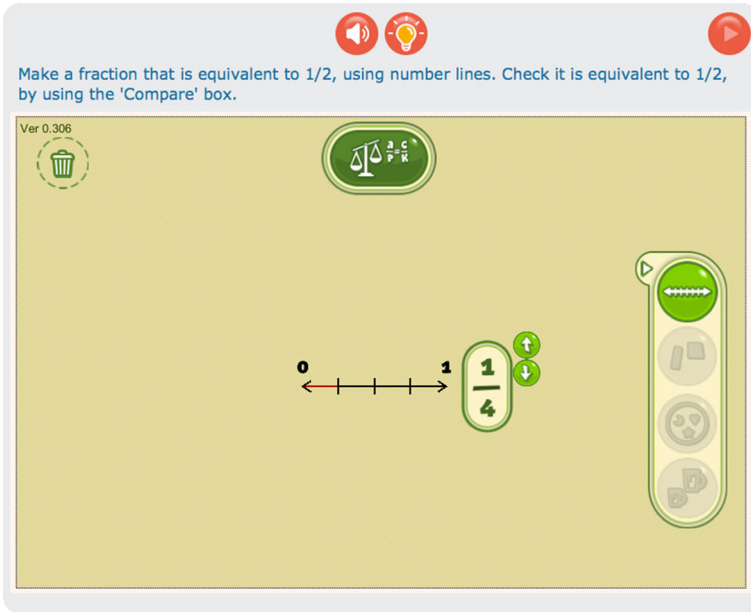 Make a fraction that is equivalent to 1/2, using number lines. Check it is equivalent to 1/2,
by using the 'Compare' box.
Ver 0.306
a/P = c/K
0 1
1/4